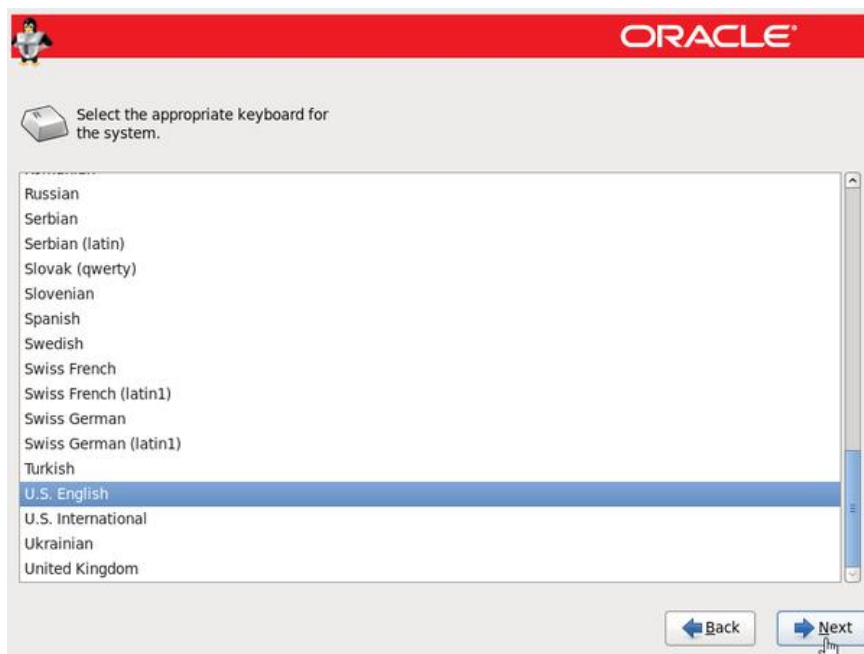 ORACLE®
Select the appropriate keyboard for
the system.
Russian
Serbian
Serbian (latin)
Slovak (qwerty)
Slovenian
Spanish
Swedish
Swiss French
Swiss French (latin1)
Swiss German
Swiss German (latin1)
Turkish
U.S. English
U.S. International
Ukrainian
United Kingdom
Back
Next